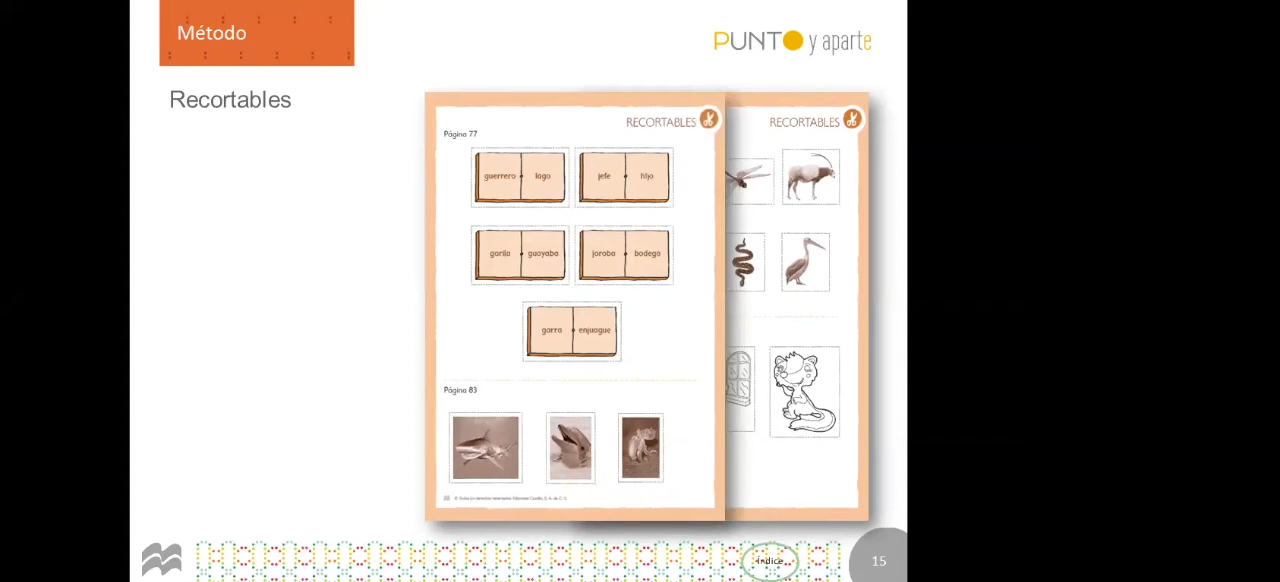 Método
PUNTO y aparte
Recortables
RECORTABLES
RECORTABLES
Página 77
guerrero lago
jefe hijo
gorila guayaba
joroba bodega
garra enjuague
Página 83
Índice
15